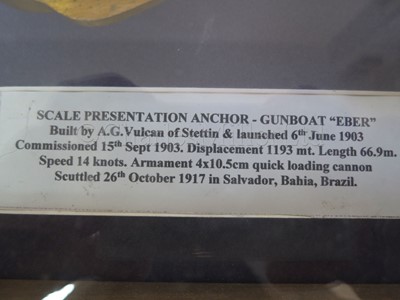 SCALE PRESENTATION ANCHOR - GUNBOAT "EBER"
Built by A.G.Vulcan of Stettin & launched 6th June 1903
Commissioned 15th Sept 1903. Displacement 1193 mt. Length 66.9m.
Speed 14 knots. Armament 4x10.5cm quick loading cannon
Scuttled 26th October 1917 in Salvador, Bahia, Brazil.